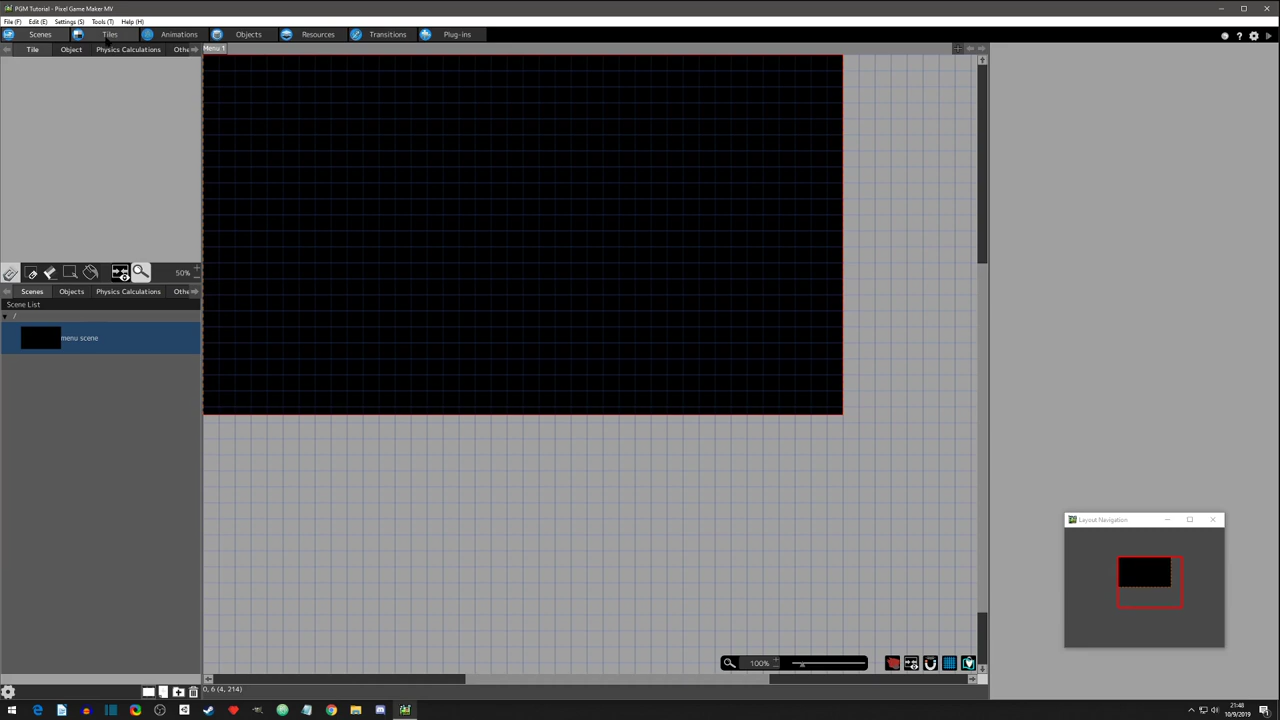 PGM Tutorial - Pixel Game Maker MV
File (F) Edit (E) Settings (S) Tools (T) Help (H)
Scenes Tiles Animations Objects Resources Transitions Plug-ins
Tile Object Physics Calculations Othe
Menu 1
50%
Scenes Objects Physics Calculations Othe
Scene List
/
menu scene
Layout Navigation
100%
0, 6 (4, 214)
21:48
10/9/2019